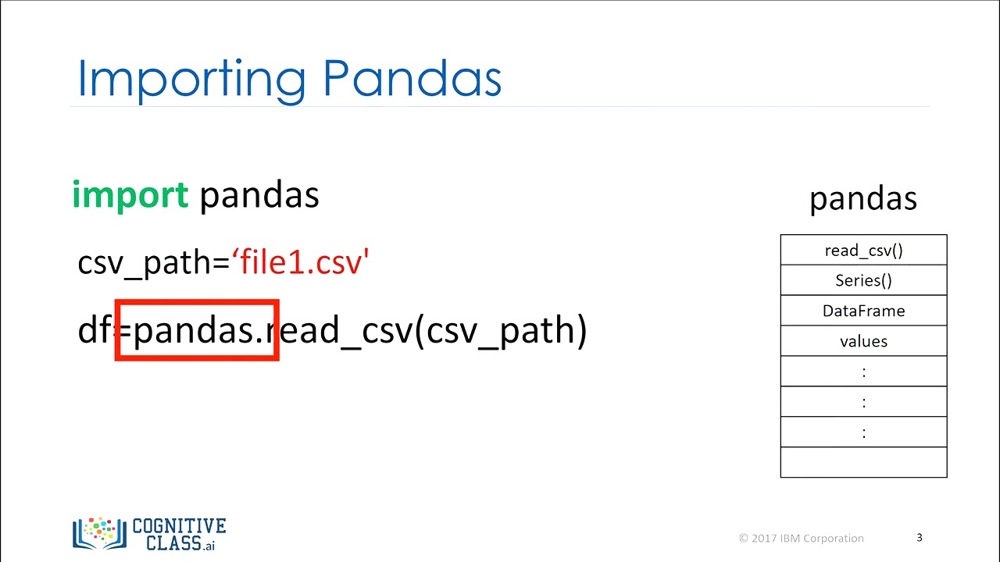 Importing Pandas
import pandas
csv_path=‘file1.csv'
df=pandas.read_csv(csv_path)
pandas
read_csv()
Series()
DataFrame
values
:
:
:
COGNITIVE
CLASS.ai
© 2017 IBM Corporation
3